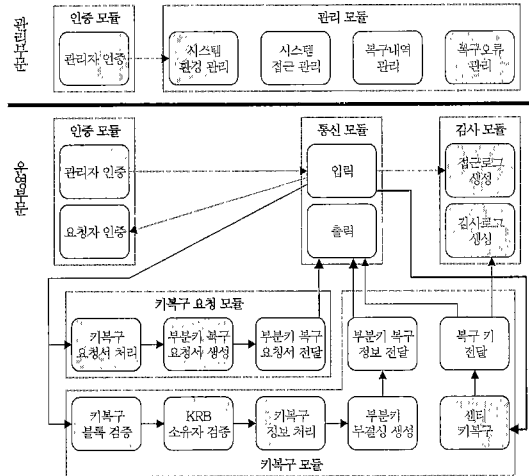 관리부문
인증 모듈
관리 모듈
관리자 인증
시스템
환경 관리
시스템
접근 관리
복구내역
관리
복구오류
관리
운영부문
인증 모듈
통신 모듈
감사 모듈
관리자 인증
입력
접근로그
생성
요청자 인증
출력
감사로그
생성
키복구 요청 모듈
키복구
요청서 처리
부분키 복구
요청서 생성
부분키 복구
요청서 전달
부분키 복구
정보 전달
복구 키
전달
키복구
블록 검증
KRB
소유자 검증
키복구
정보 처리
부분키
무결성 생성
센터
키복구
키복구 모듈